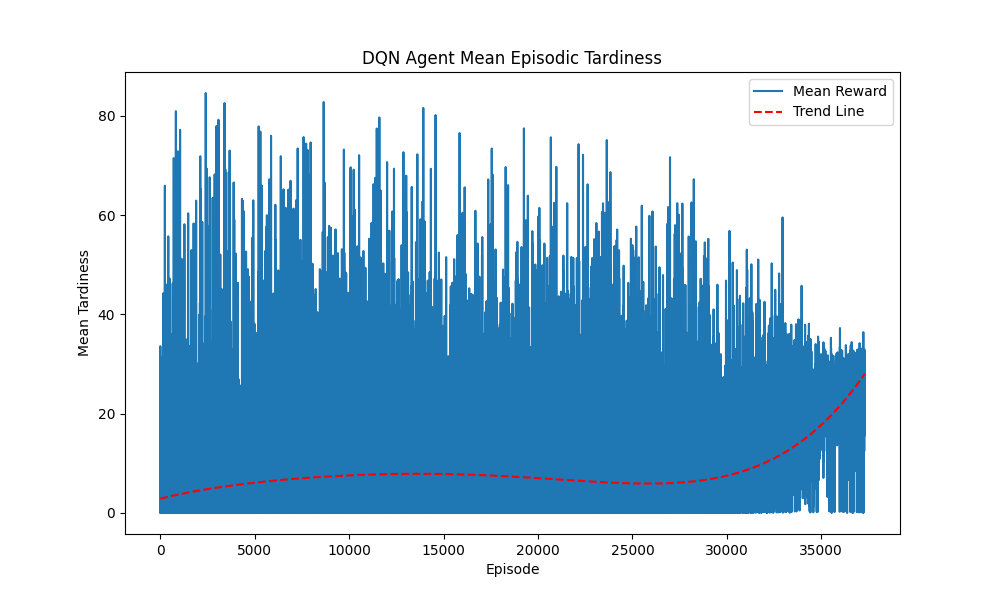 DQN Agent Mean Episodic Tardiness
Mean Reward
Trend Line
Mean Tardiness
80
60
40
20
0
0 5000 10000 15000 20000 25000 30000 35000
Episode